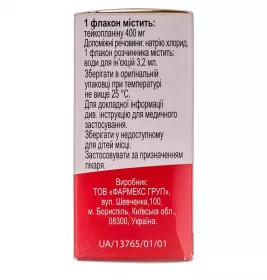 1 флакон містить:
тейкопланіну 400 мг
Допоміжні речовини: натрію хлорид.
1 флакон розчинника містить:
води для ін'єкцій 3,2 мл.
Зберігати в оригінальній
упаковці при температурі
не вище 25 °С.
Для докладної інформації
див. інструкцію для медичного
застосування.
Зберігати у недоступному
для дітей місці.
Застосовувати за призначенням
лікаря.
Виробник:
ТОВ «ФАРМЕКС ГРУП»,
вул. Шевченка,100,
м. Бориспіль, Київська обл.,
08300, Україна.
UA/13765/01/01